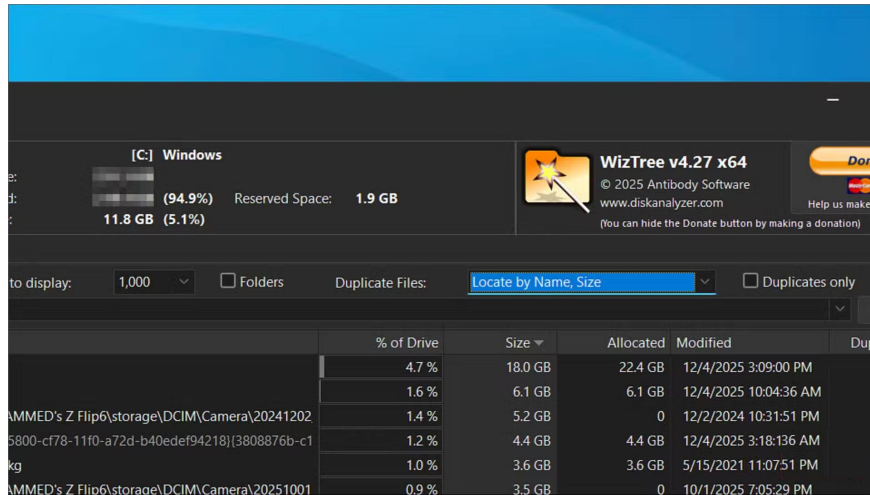 [C:] Windows
e:
d: (94.9%) Reserved Space: 1.9 GB
: 11.8 GB (5.1%)
WizTree v4.27 x64
© 2025 Antibody Software
www.diskanalyzer.com
(You can hide the Donate button by making a donation)
Don
Help us make
to display: 1,000 Folders Duplicate Files: Locate by Name, Size Duplicates only
% of Drive Size Allocated Modified Dup
4.7 % 18.0 GB 22.4 GB 12/4/2025 3:09:00 PM
1.6 % 6.1 GB 6.1 GB 12/4/2025 10:04:36 AM
AMMED's Z Flip6\storage\DCIM\Camera\20241202_ 1.4 % 5.2 GB 0 12/2/2024 10:31:51 PM
5800-cf78-11f0-a72d-b40edef94218}{3808876b-c1 1.2 % 4.4 GB 4.4 GB 12/4/2025 3:18:136 AM
kg 1.0 % 3.6 GB 3.6 GB 5/15/2021 11:07:51 PM
AMMED's Z Flip6\storage\DCIM\Camera\20251001 0.9 % 3.5 GB 0 10/1/2025 7:05:29 PM